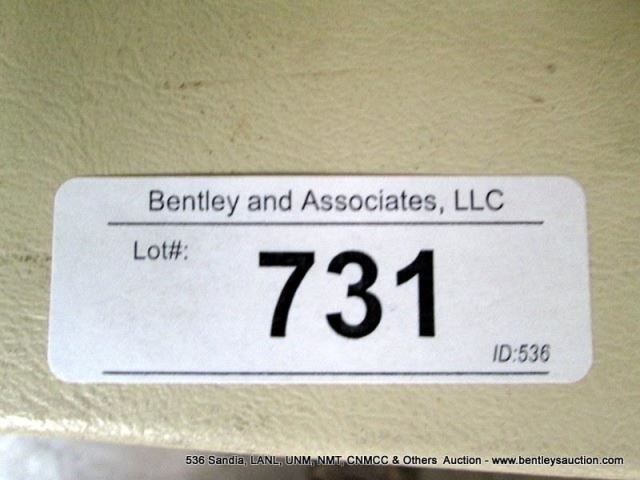 Bentley and Associates, LLC
Lot#:
731
ID:536
536 Sandia, LANL, UNM, NMT, CNMCC & Others Auction - www.bentleysauction.com